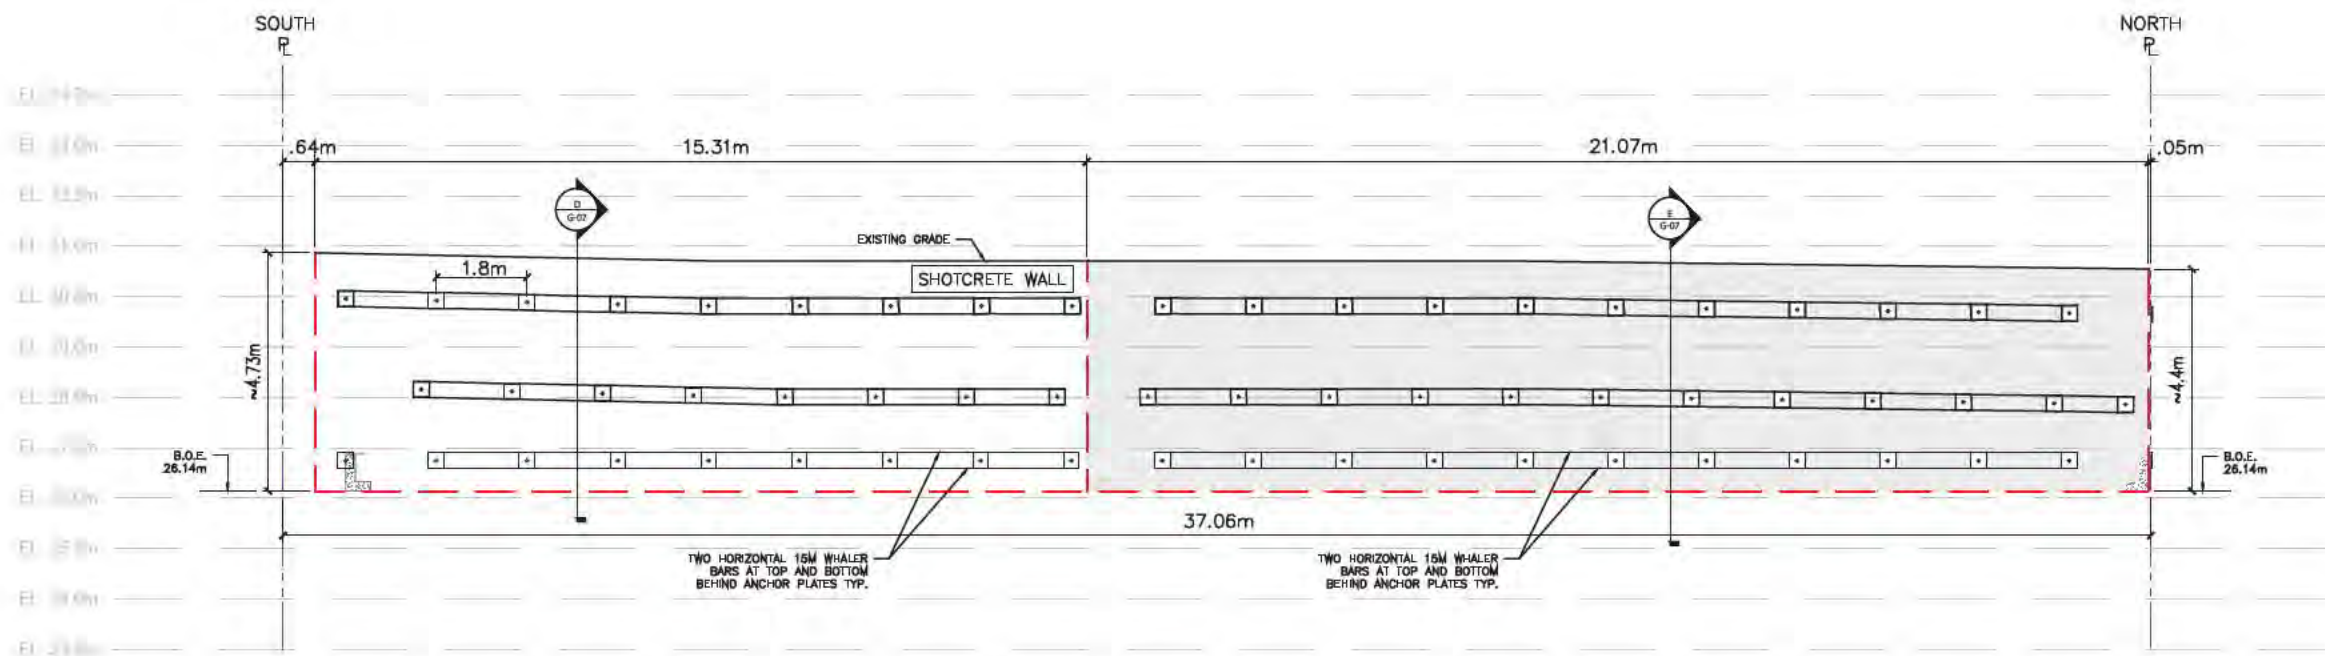 SOUTH
PL
NORTH
PL
.64m
15.31m
21.07m
.05m
D
G-07
E
G-07
EXISTING GRADE
1.8m
SHOTCRETE WALL
~4.73m
~4.4m
B.O.E.
26.14m
B.O.E.
26.14m
37.06m
TWO HORIZONTAL 15M WHALER
BARS AT TOP AND BOTTOM
BEHIND ANCHOR PLATES TYP.
TWO HORIZONTAL 15M WHALER
BARS AT TOP AND BOTTOM
BEHIND ANCHOR PLATES TYP.